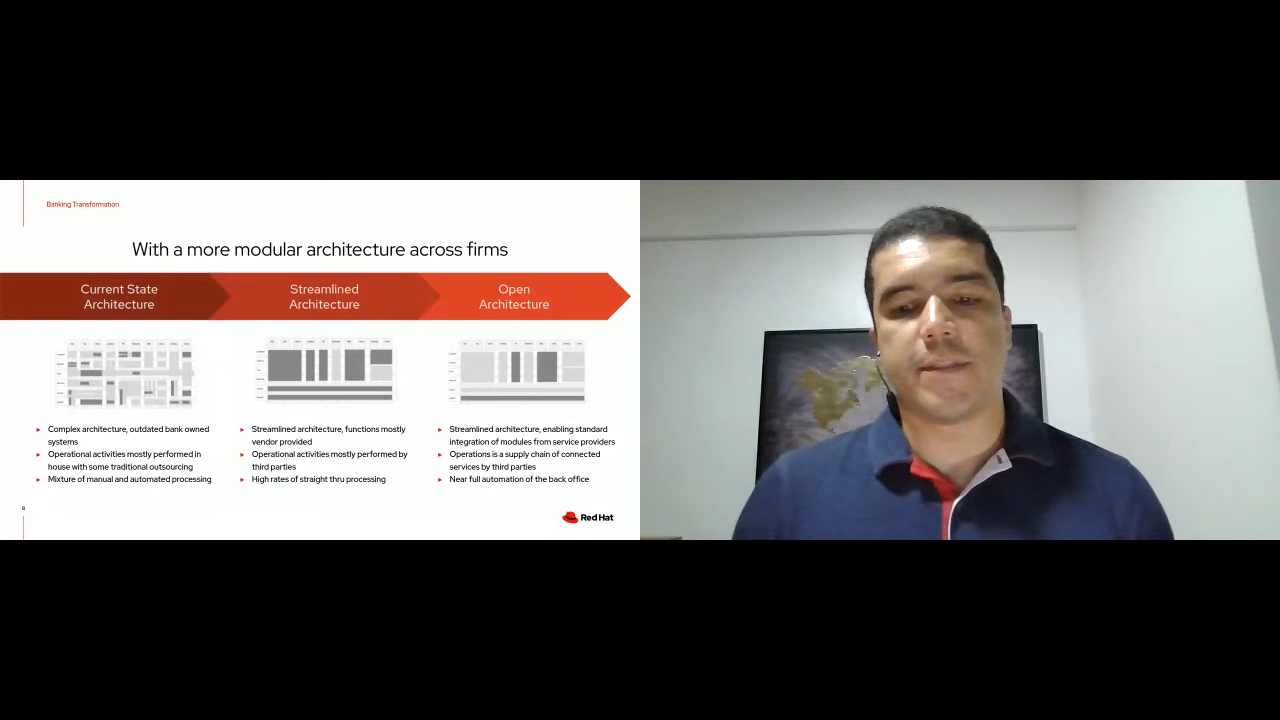 Banking Transformation
With a more modular architecture across firms
Current State
Architecture
Streamlined
Architecture
Open
Architecture
Complex architecture, outdated bank owned
systems
Operational activities mostly performed in
house with some traditional outsourcing
Mixture of manual and automated processing
Streamlined architecture, functions mostly
vendor provided
Operational activities mostly performed by
third parties
High rates of straight thru processing
Streamlined architecture, enabling standard
integration of modules from service providers
Operations is a supply chain of connected
services by third parties
Near full automation of the back office
8
Red Hat